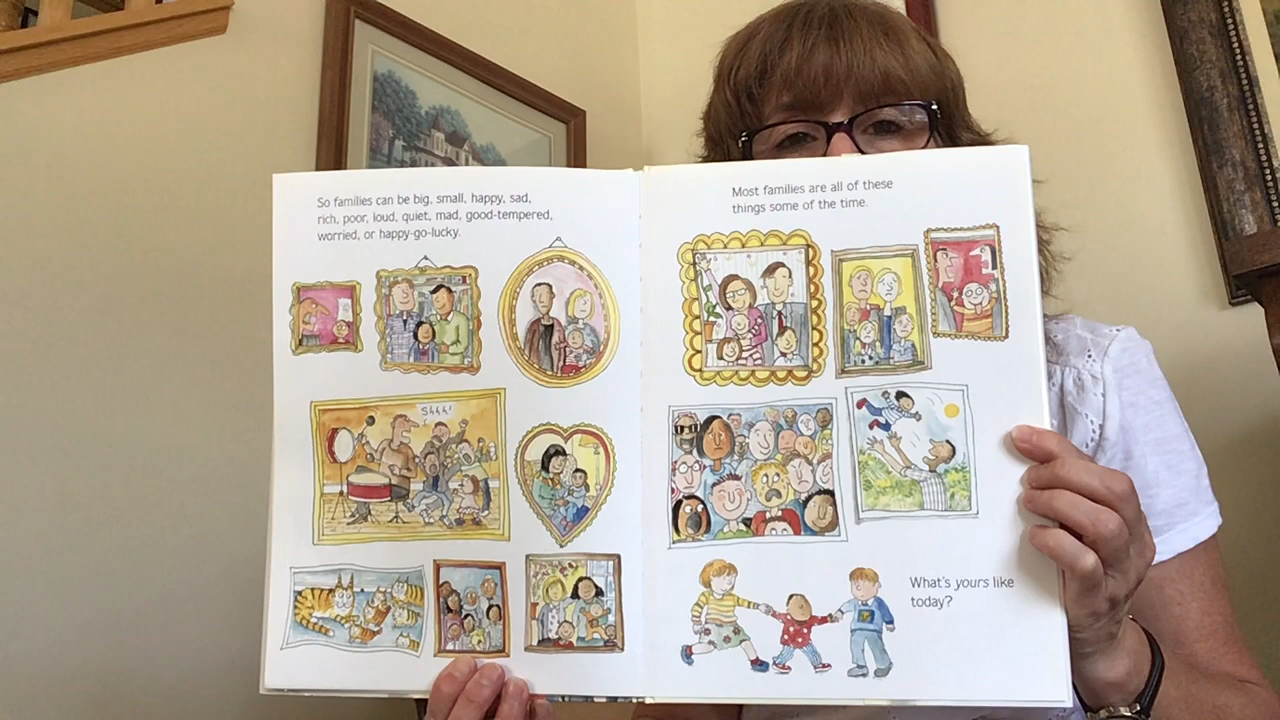 So families can be big, small, happy, sad,
rich, poor, loud, quiet, mad, good-tempered,
worried, or happy-go-lucky.
Shhh!
Most families are all of these
things some of the time.
What's yours like
today?